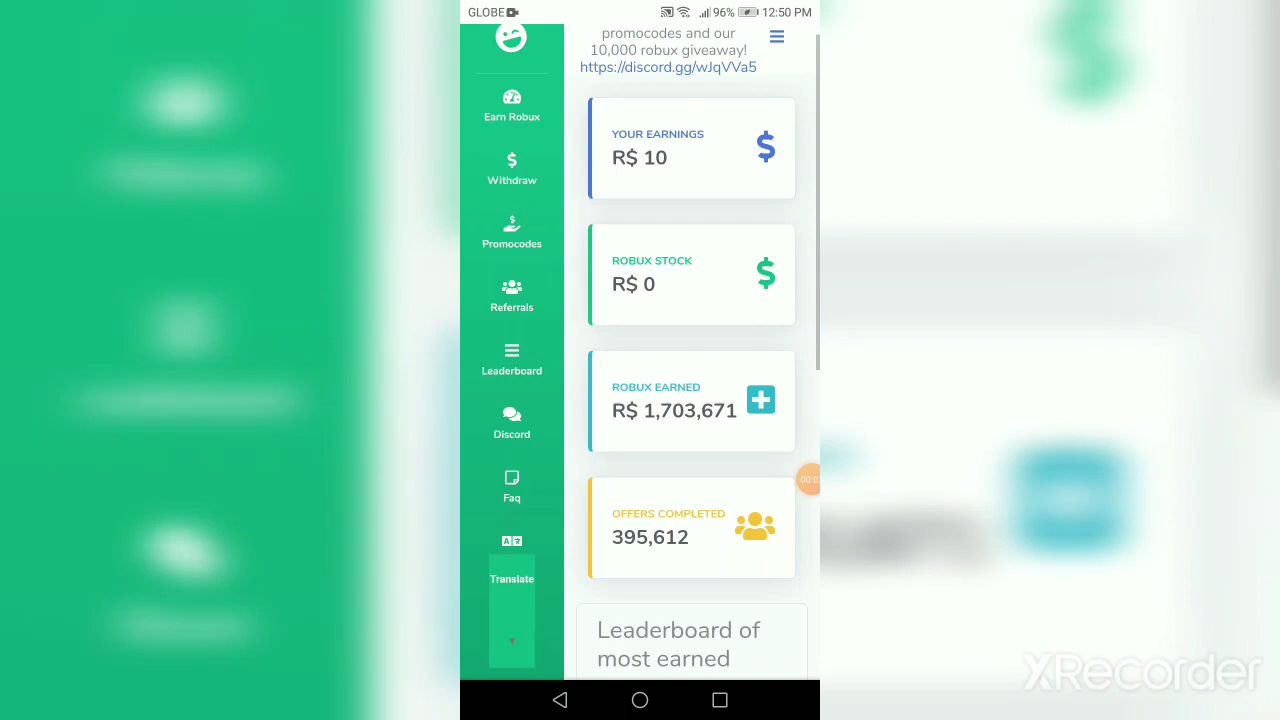 GLOBE
96%
12:50 PM
promocodes and our
10,000 robux giveaway!
https://discord.gg/wJqVVa5
Earn Robux
Withdraw
Promocodes
Referrals
Leaderboard
Discord
Faq
Translate
YOUR EARNINGS
R$ 10
ROBUX STOCK
R$ 0
ROBUX EARNED
R$ 1,703,671
OFFERS COMPLETED
395,612
Leaderboard of
most earned
XRecorder